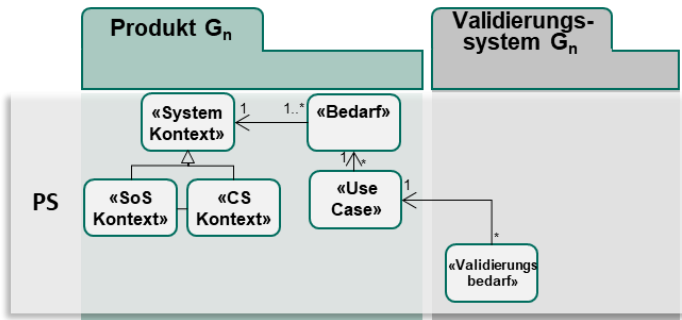 Produkt Gn
Validierungs-
system Gn
«System
Kontext»
1
1..*
«Bedarf»
1
*
«SoS
Kontext»
«CS
Kontext»
«Use
Case»
1
PS
*
«Validierungs
bedarf»